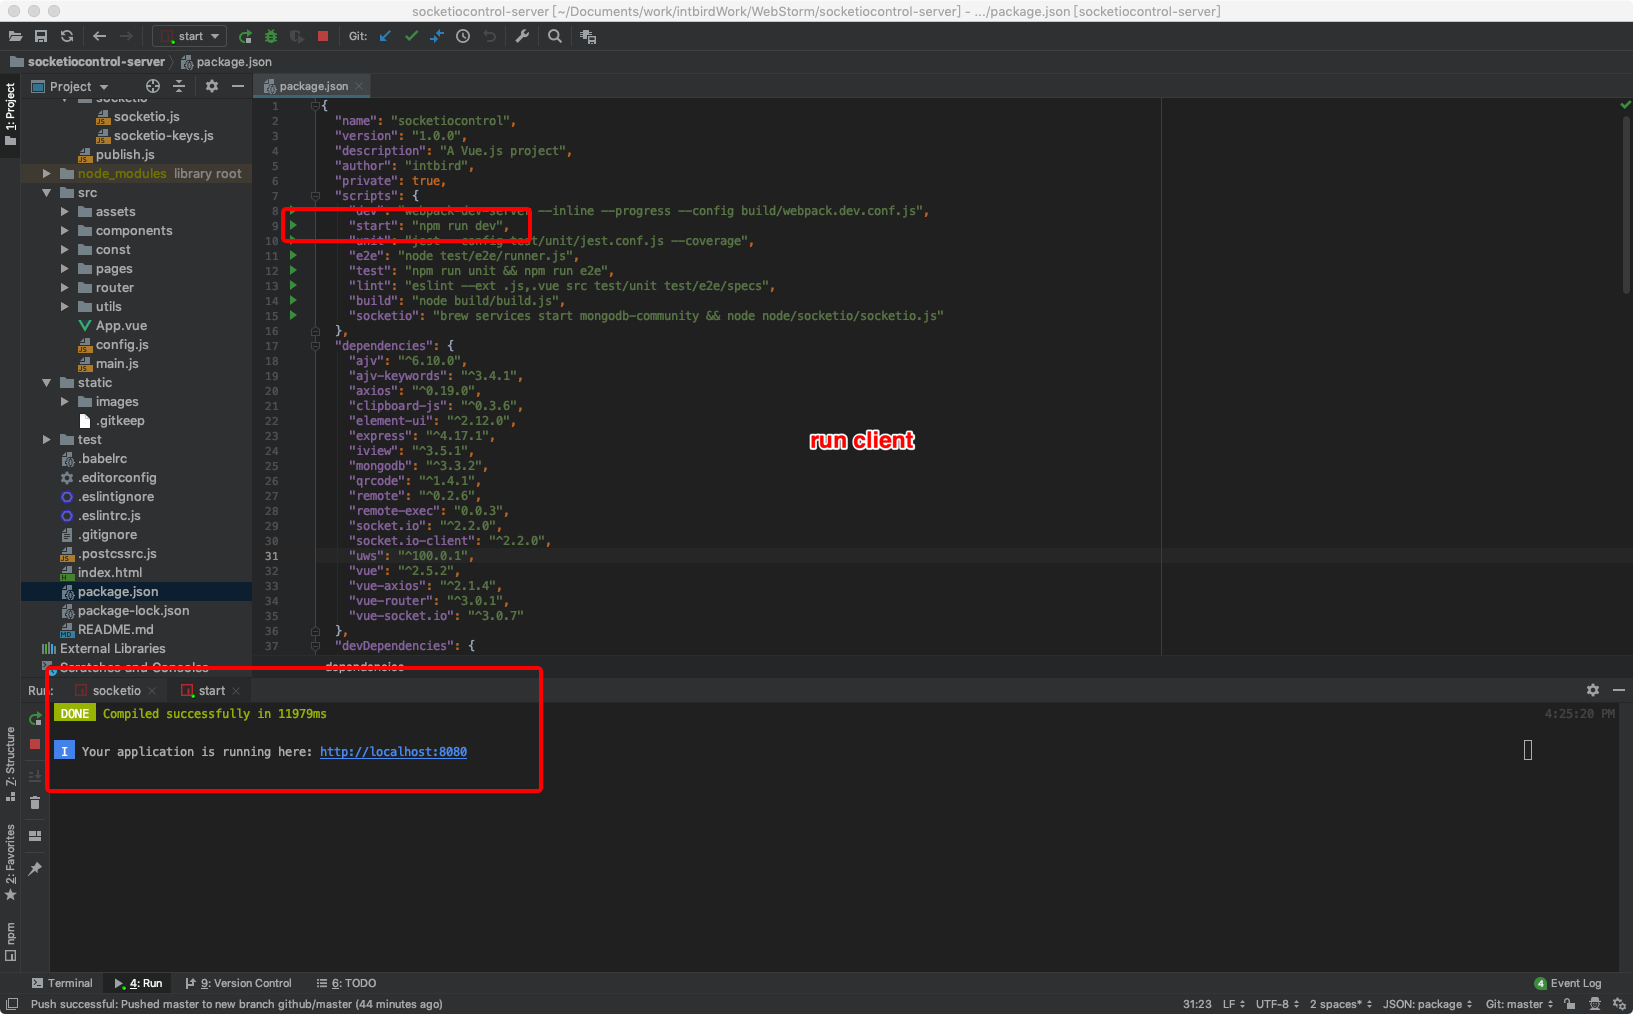 socketiocontrol-server [~/Documents/work/intbirdWork/WebStorm/socketiocontrol-server] - .../package.json [socketiocontrol-server]
start
Git:
socketiocontrol-server
package.json
1: Project
Project
package.json
socketio
socketio.js
socketio-keys.js
publish.js
node_modules library root
src
assets
components
const
pages
router
utils
App.vue
config.js
main.js
static
images
.gitkeep
test
.babelrc
.editorconfig
.eslintignore
.eslintrc.js
.gitignore
.postcssrc.js
index.html
package.json
package-lock.json
README.md
External Libraries
Scratches and Consoles
1 {
2 "name": "socketiocontrol",
3 "version": "1.0.0",
4 "description": "A Vue.js project",
5 "author": "intbird",
6 "private": true,
7 "scripts": {
8 "dev": "webpack-dev-server --inline --progress --config build/webpack.dev.conf.js",
9 "start": "npm run dev",
10 "unit": "jest --config test/unit/jest.conf.js --coverage",
11 "e2e": "node test/e2e/runner.js",
12 "test": "npm run unit && npm run e2e",
13 "lint": "eslint --ext .js,.vue src test/unit test/e2e/specs",
14 "build": "node build/build.js",
15 "socketio": "brew services start mongodb-community && node node/socketio/socketio.js"
16 },
17 "dependencies": {
18 "ajv": "^6.10.0",
19 "ajv-keywords": "^3.4.1",
20 "axios": "^0.19.0",
21 "clipboard-js": "^0.3.6",
22 "element-ui": "^2.12.0",
23 "express": "^4.17.1",
24 "iview": "^3.5.1",
25 "mongodb": "^3.3.2",
26 "qrcode": "^1.4.1",
27 "remote": "^0.2.6",
28 "remote-exec": "0.0.3",
29 "socket.io": "^2.2.0",
30 "socket.io-client": "^2.2.0",
31 "uws": "^100.0.1",
32 "vue": "^2.5.2",
33 "vue-axios": "^2.1.4",
34 "vue-router": "^3.0.1",
35 "vue-socket.io": "^3.0.7"
36 },
37 "devDependencies": {
run client
dependencies
Run:
socketio
start
DONE Compiled successfully in 11979ms
4:25:20 PM
I Your application is running here: http://localhost:8080
Z: Structure
2: Favorites
npm
Terminal
4: Run
9: Version Control
6: TODO
4 Event Log
Push successful: Pushed master to new branch github/master (44 minutes ago)
31:23
LF
UTF-8
2 spaces*
JSON: package
Git: master